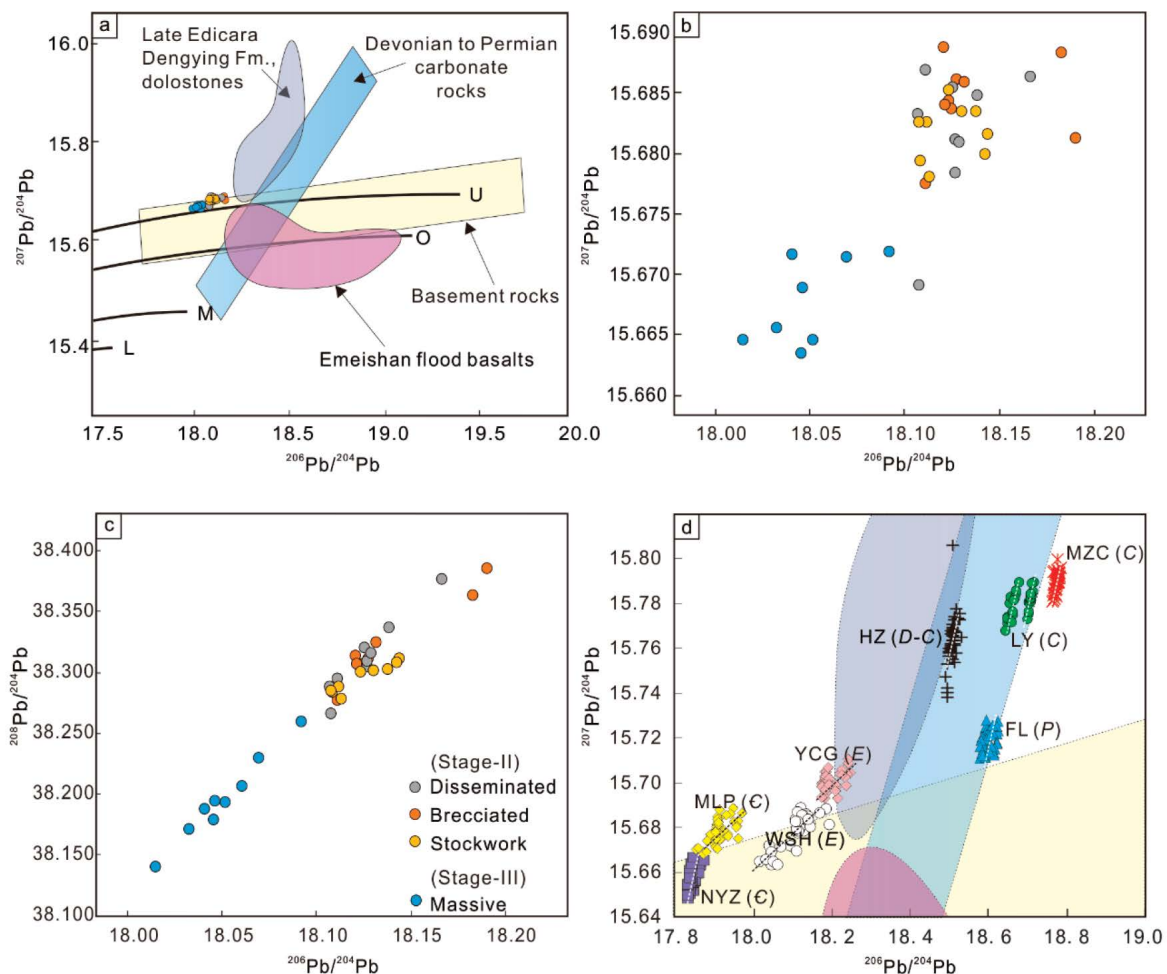 a
16.0
15.8
15.6
15.4
²⁰⁷Pb/²⁰⁴Pb
Late Edicara
Dengying Fm.,
dolostones
Devonian to Permian
carbonate
rocks
U
O
M
L
Basement rocks
Emeishan flood basalts
17.5 18.0 18.5 19.0 19.5 20.0
²⁰⁶Pb/²⁰⁴Pb
b
15.690
15.685
15.680
15.675
15.670
15.665
15.660
²⁰⁷Pb/²⁰⁴Pb
18.00 18.05 18.10 18.15 18.20
²⁰⁶Pb/²⁰⁴Pb
c
38.400
38.350
38.300
38.250
38.200
38.150
38.100
²⁰⁸Pb/²⁰⁴Pb
(Stage-II)
Disseminated
Brecciated
Stockwork
(Stage-III)
Massive
18.00 18.05 18.10 18.15 18.20
²⁰⁶Pb/²⁰⁴Pb
d
15.80
15.78
15.76
15.74
15.72
15.70
15.68
15.66
15.64
²⁰⁷Pb/²⁰⁴Pb
MZC (C)
HZ (D-C)
LY (C)
FL (P)
YCG (E)
MLP (Є)
WSH (E)
NYZ (Є)
17.8 18.0 18.2 18.4 18.6 18.8 19.0
²⁰⁶Pb/²⁰⁴Pb